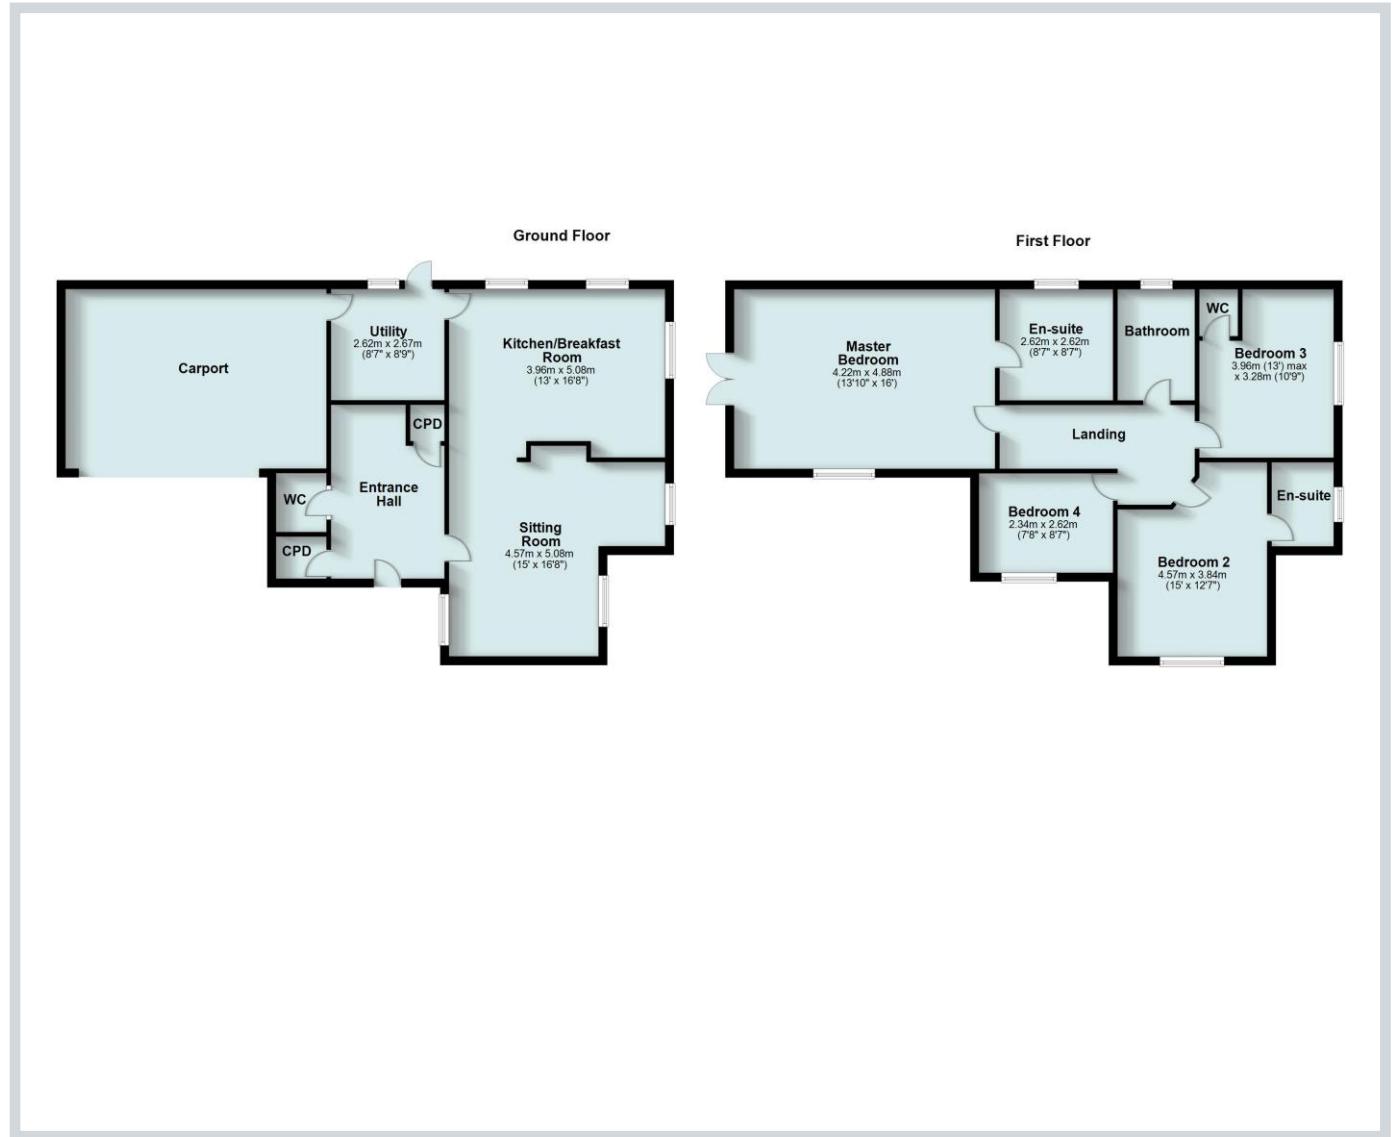 Ground Floor
Carport
Utility
2.62m x 2.67m
(8'7" x 8'9")
Kitchen/Breakfast
Room
3.96m x 5.08m
(13' x 16'8")
CPD
Entrance
Hall
WC
CPD
Sitting
Room
4.57m x 5.08m
(15' x 16'8")
First Floor
Master
Bedroom
4.22m x 4.88m
(13'10" x 16')
En-suite
2.62m x 2.62m
(8'7" x 8'7")
Bathroom
WC
Bedroom 3
3.96m (13') max
x 3.28m (10'9")
Landing
Bedroom 4
2.34m x 2.62m
(7'8" x 8'7")
En-suite
Bedroom 2
4.57m x 3.84m
(15' x 12'7")